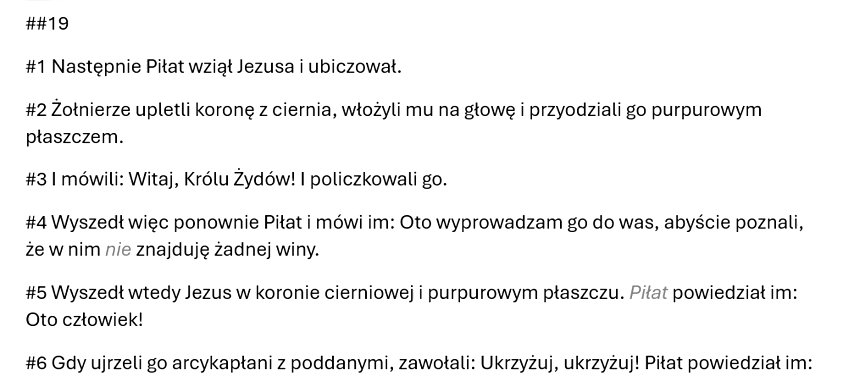 ##19
#1 Następnie Piłat wziął Jezusa i ubiczował.
#2 Żołnierze upletli koronę z ciernia, włożyli mu na głowę i przyodziali go purpurowym
płaszczem.
#3 I mówili: Witaj, Królu Żydów! I policzkowali go.
#4 Wyszedł więc ponownie Piłat i mówi im: Oto wyprowadzam go do was, abyście poznali,
że w nim nie znajduję żadnej winy.
#5 Wyszedł wtedy Jezus w koronie cierniowej i purpurowym płaszczu. Piłat powiedział im:
Oto człowiek!
#6 Gdy ujrzeli go arcykapłani z poddanymi, zawołali: Ukrzyżuj, ukrzyżuj! Piłat powiedział im: